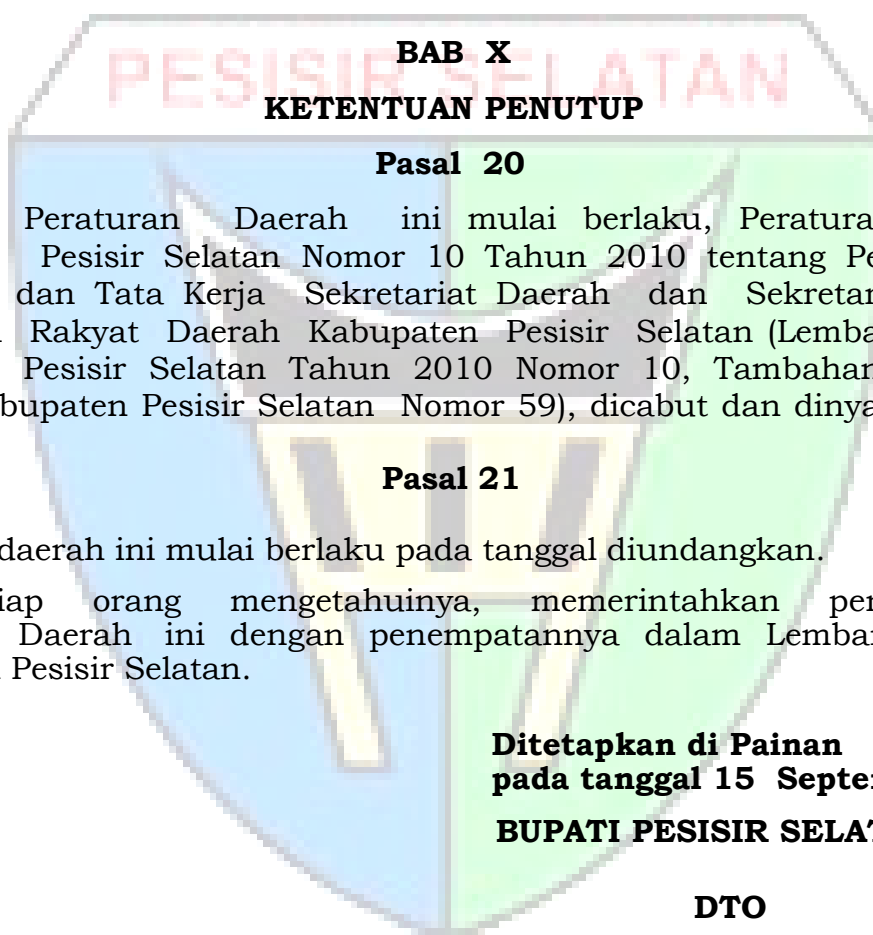 PESISIR SELATAN
BAB X
KETENTUAN PENUTUP
Pasal 20
Peraturan Daerah ini mulai berlaku, Peratura
Pesisir Selatan Nomor 10 Tahun 2010 tentang Pe
dan Tata Kerja Sekretariat Daerah dan Sekretar
Rakyat Daerah Kabupaten Pesisir Selatan (Lemba
Pesisir Selatan Tahun 2010 Nomor 10, Tambahan
bupaten Pesisir Selatan Nomor 59), dicabut dan dinya
Pasal 21
daerah ini mulai berlaku pada tanggal diundangkan.
iap orang mengetahuinya, memerintahkan per
Daerah ini dengan penempatannya dalam Lembar
Pesisir Selatan.
Ditetapkan di Painan
pada tanggal 15 Septe
BUPATI PESISIR SELAT
DTO